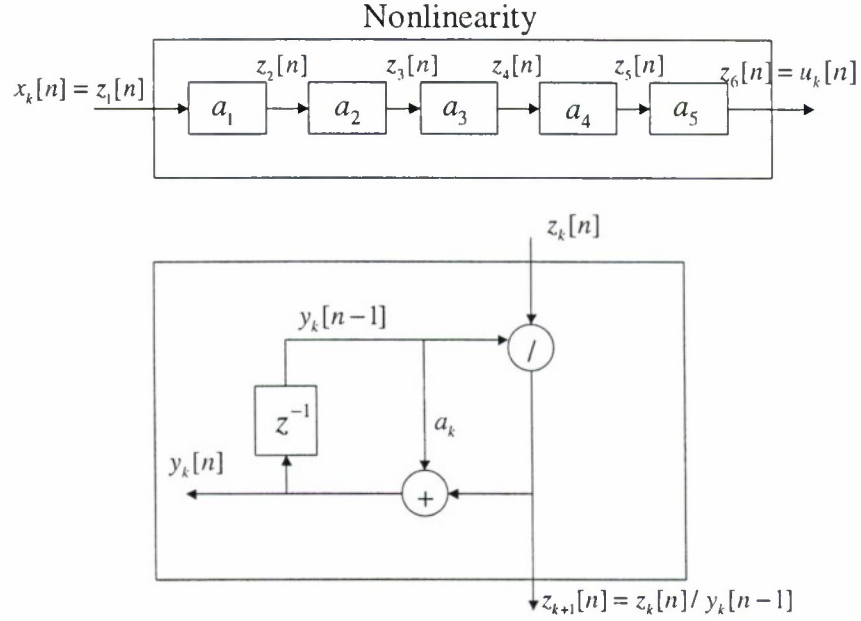 Nonlinearity
x_k[n] = z_1[n]
z_2[n]
z_3[n]
z_4[n]
z_5[n]
z_6[n] = u_k[n]
a_1
a_2
a_3
a_4
a_5
z_k[n]
y_k[n−1]
/
z^{−1}
a_k
y_k[n]
+
z_{k+1}[n] = z_k[n] / y_k[n−1]